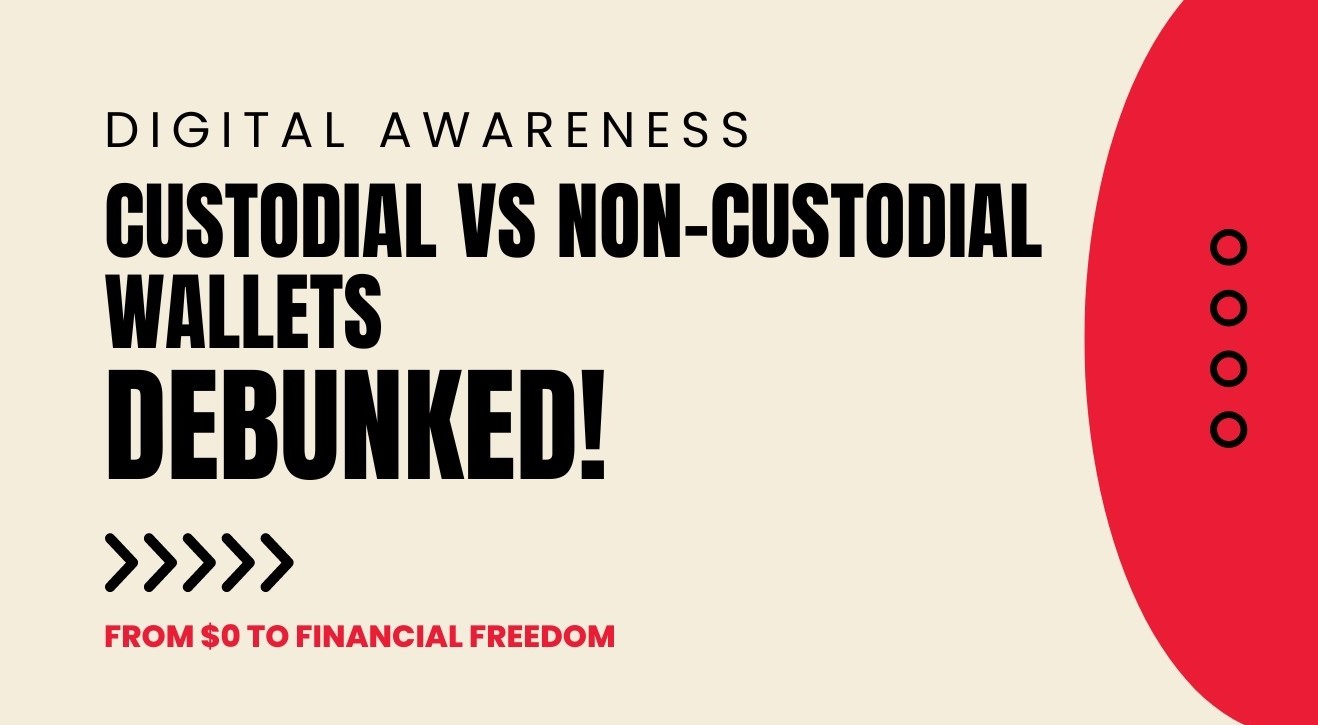 DIGITAL AWARENESS
CUSTODIAL VS NON-CUSTODIAL
WALLETS
DEBUNKED!
FROM $0 TO FINANCIAL FREEDOM